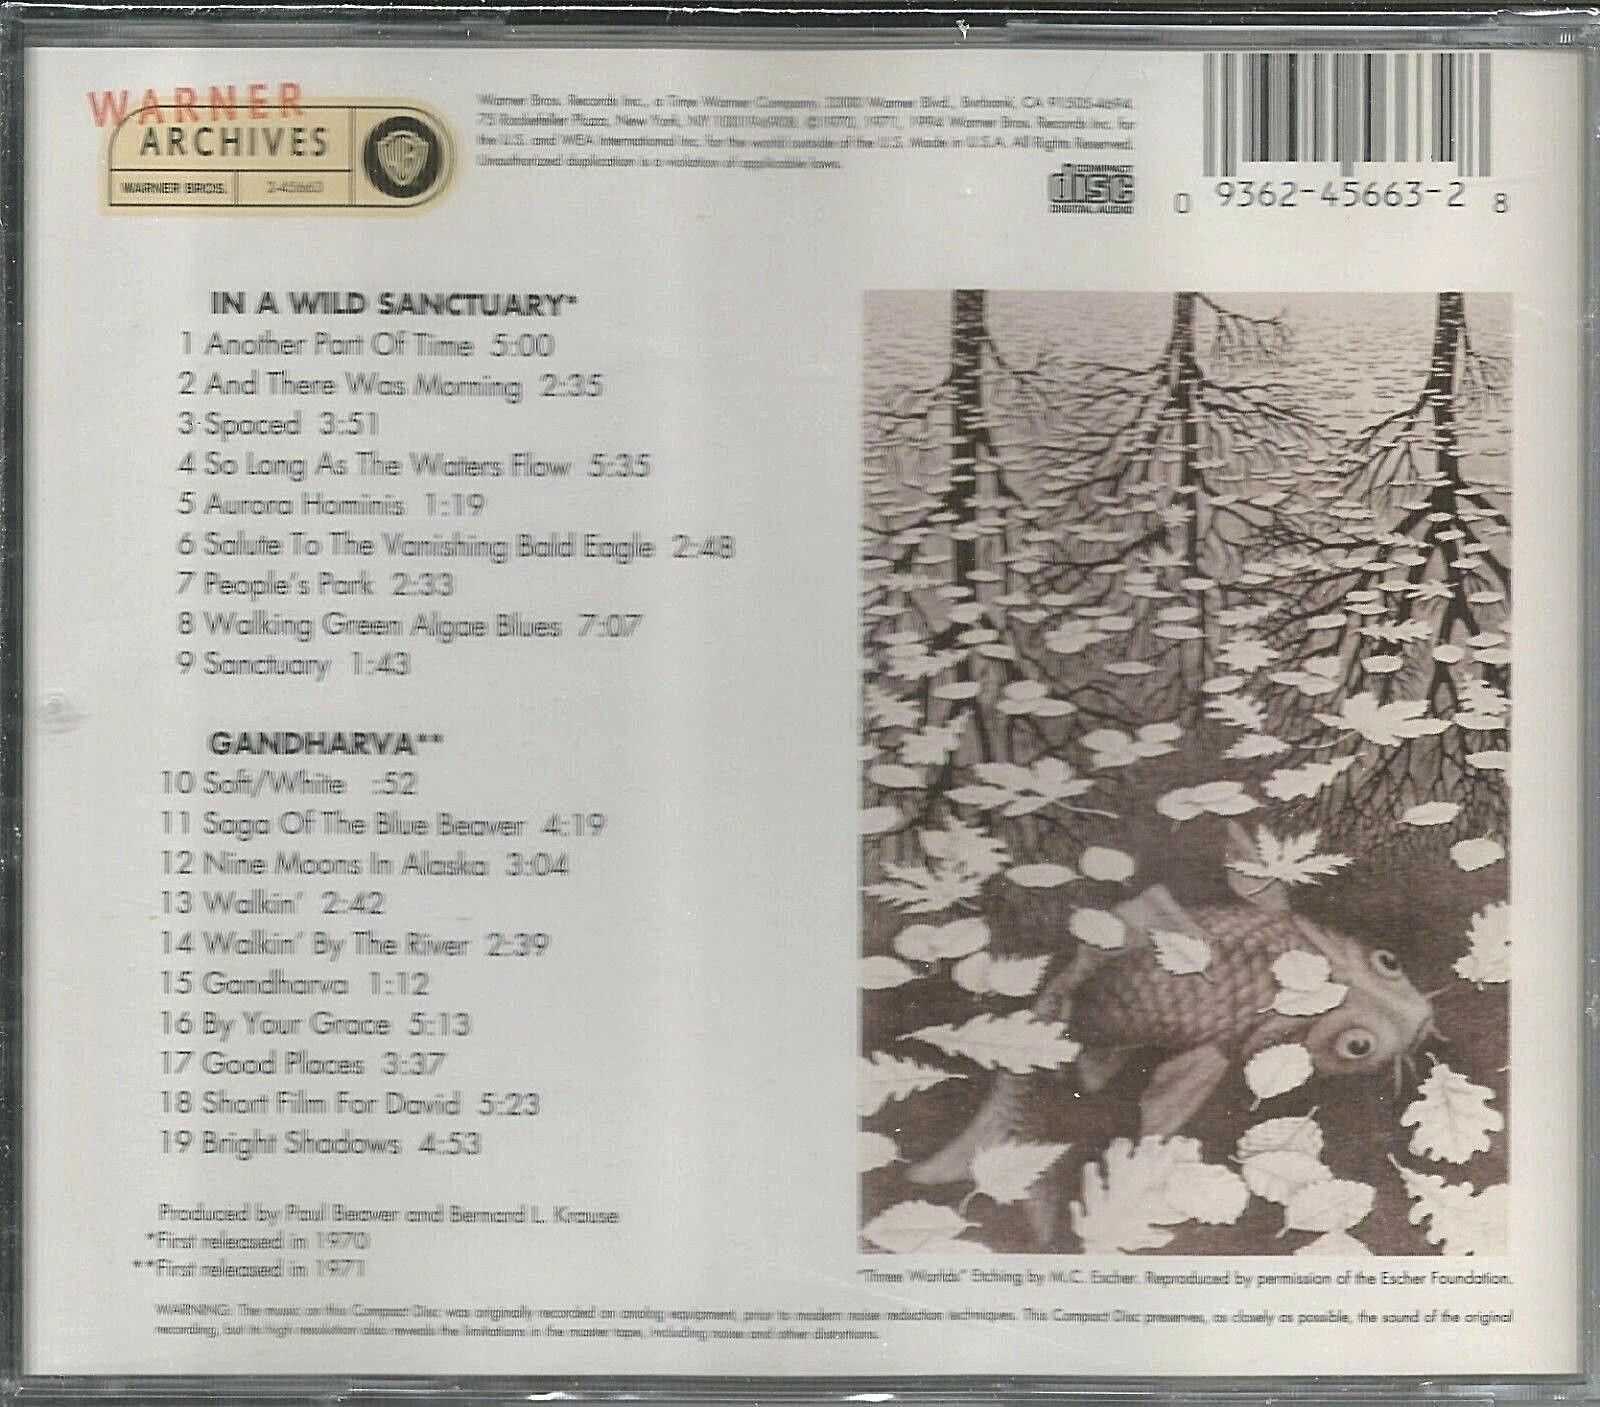 WARNER
ARCHIVES
WARNER BROS. 2-45663
Warner Bros. Records Inc., a Time Warner Company, 3300 Warner Blvd., Burbank, CA 91505-4694.
75 Rockefeller Plaza, New York, NY 10019-6908. ©1970, 1971, 1994 Warner Bros. Records Inc. for
the U.S. and WEA International Inc. for the world outside of the U.S. Made in U.S.A. All Rights Reserved.
Unauthorized duplication is a violation of applicable laws.
COMPACT
disc
DIGITAL AUDIO
0 9362-45663-2 8
IN A WILD SANCTUARY*
1 Another Part Of Time 5:00
2 And There Was Morning 2:35
3 Spaced 3:51
4 So Long As The Waters Flow 5:35
5 Aurora Hominis 1:19
6 Salute To The Vanishing Bald Eagle 2:48
7 People's Park 2:33
8 Walking Green Algae Blues 7:07
9 Sanctuary 1:43
GANDHARVA**
10 Soft/White :52
11 Saga Of The Blue Beaver 4:19
12 Nine Moons In Alaska 3:04
13 Walkin' 2:42
14 Walkin' By The River 2:39
15 Gandharva 1:12
16 By Your Grace 5:13
17 Good Places 3:37
18 Short Film For David 5:23
19 Bright Shadows 4:53
Produced by Paul Beaver and Bernard L. Krause
*First released in 1970
**First released in 1971
"Three Worlds" Etching by M.C. Escher. Reproduced by permission of the Escher Foundation.
WARNING: The music on this Compact Disc was originally recorded on analog equipment, prior to modern noise reduction techniques. This Compact Disc preserves, as closely as possible, the sound of the original
recording, but its high resolution also reveals the limitations in the master tape, including noise and other distortions.